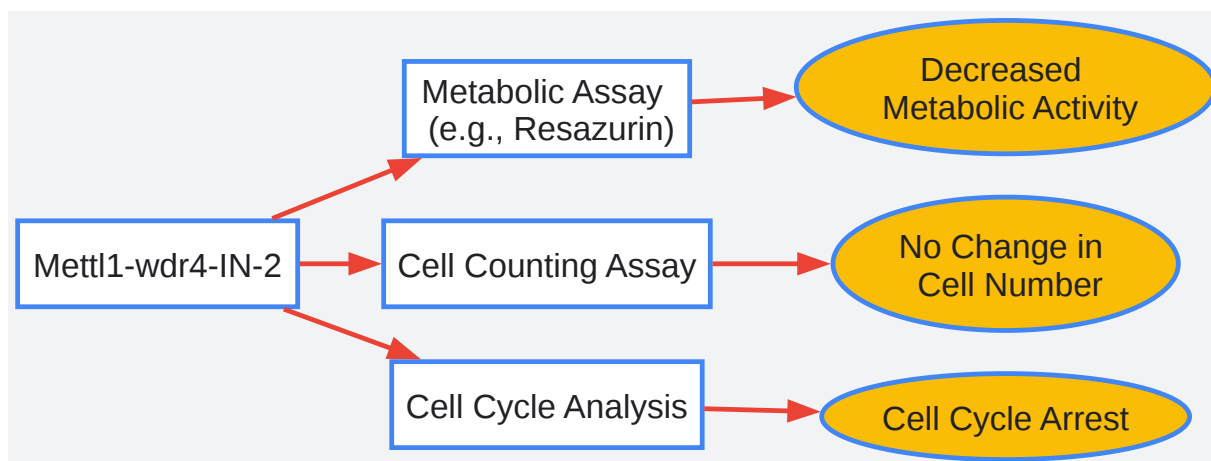 Mettl1-wdr4-IN-2
Metabolic Assay
(e.g., Resazurin)
Decreased
Metabolic Activity
Cell Counting Assay
No Change in
Cell Number
Cell Cycle Analysis
Cell Cycle Arrest